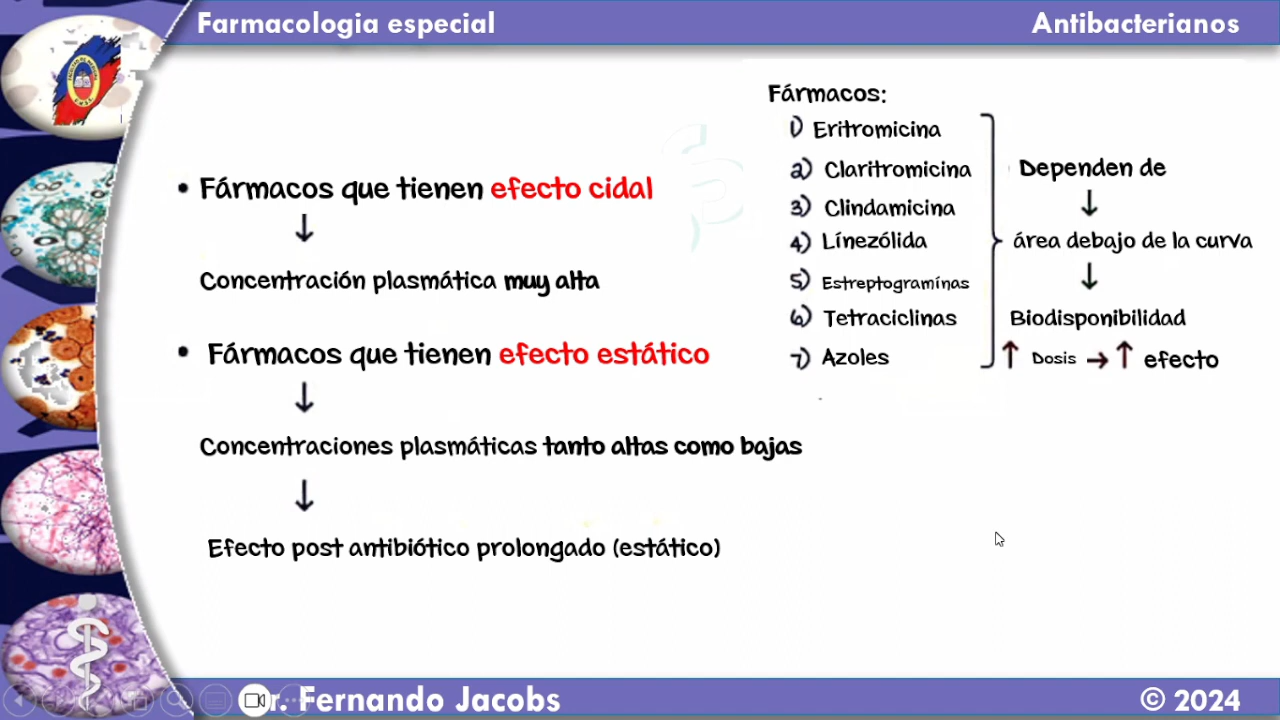 Farmacologia especial
Antibacterianos
• Fármacos que tienen efecto cidal
↓
Concentración plasmática muy alta
• Fármacos que tienen efecto estático
↓
Concentraciones plasmáticas tanto altas como bajas
↓
Efecto post antibiótico prolongado (estático)
Fármacos:
1) Eritromicina
2) Claritromicina
3) Clindamicina
4) Línezólida
5) Estreptogramínas
6) Tetraciclinas
7) Azoles
Dependen de
↓
área debajo de la curva
↓
Biodisponibilidad
↑ Dosis → ↑ efecto
r. Fernando Jacobs
© 2024